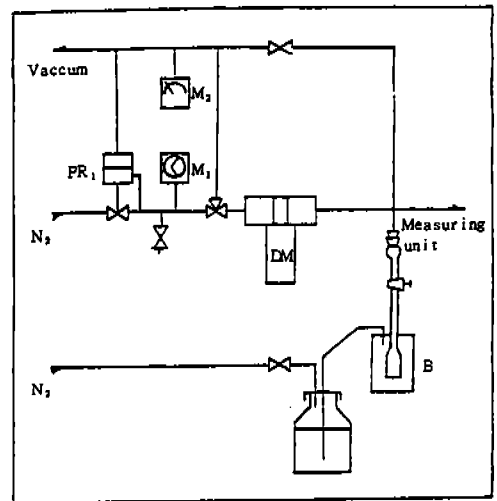 Vaccum
M₂
PR₁
M₁
N₂
DM
Measuring
unit
B
N₂